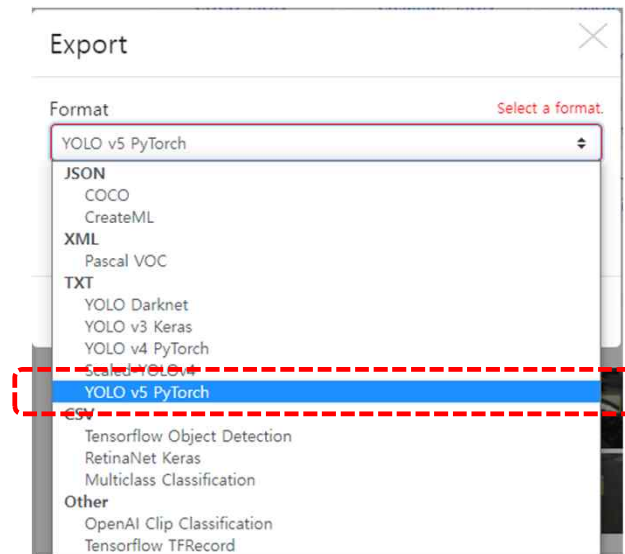 Export
Format
Select a format.
YOLO v5 PyTorch
JSON
COCO
CreateML
XML
Pascal VOC
TXT
YOLO Darknet
YOLO v3 Keras
YOLO v4 PyTorch
Scaled-YOLOv4
YOLO v5 PyTorch
CSV
Tensorflow Object Detection
RetinaNet Keras
Multiclass Classification
Other
OpenAI Clip Classification
Tensorflow TFRecord